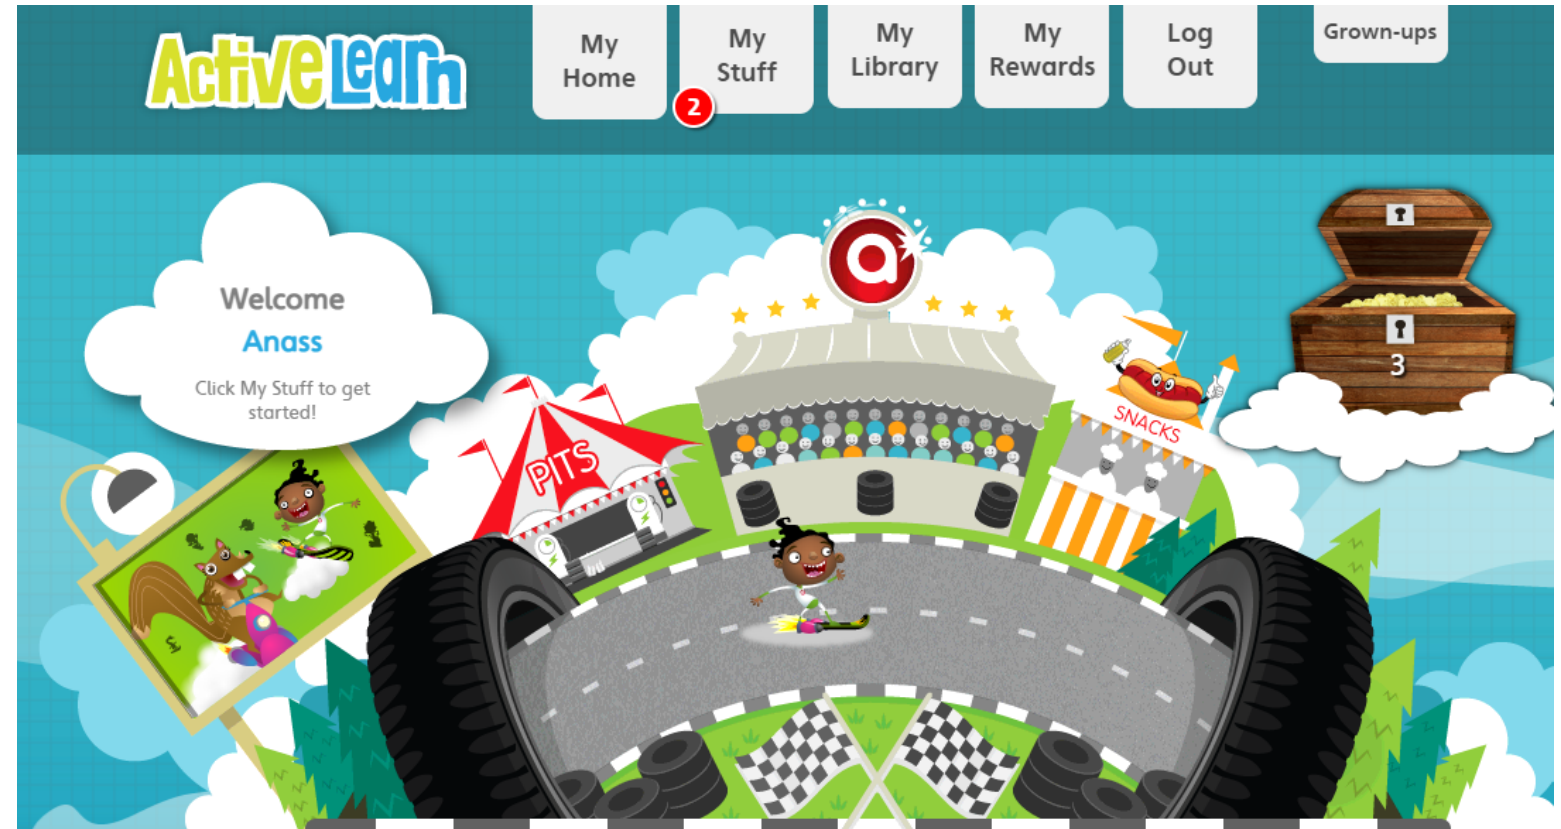 ActiveLearn
My
Home
My
Stuff
2
My
Library
My
Rewards
Log
Out
Grown-ups
Welcome
Anass
Click My Stuff to get
started!
a
3
PITS
SNACKS